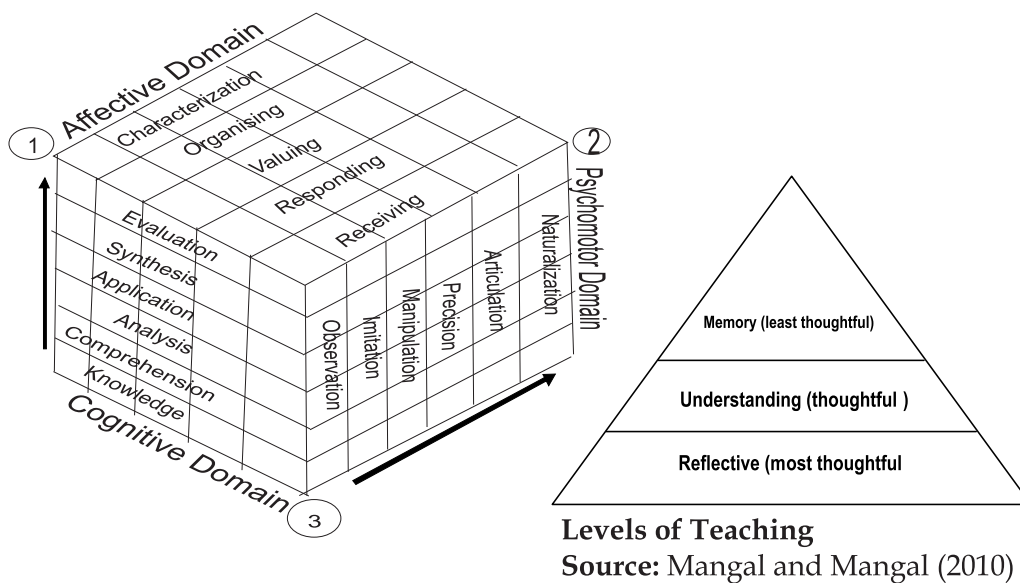 Affective Domain
1
Characterization
Organising
Valuing
Responding
Receiving
2
Psychomotor Domain
Evaluation
Synthesis
Application
Analysis
Comprehension
Knowledge
Cognitive Domain
3
Observation
Imitation
Manipulation
Precision
Articulation
Naturalization
Memory (least thoughtful)
Understanding (thoughtful )
Reflective (most thoughtful
Levels of Teaching
Source: Mangal and Mangal (2010)